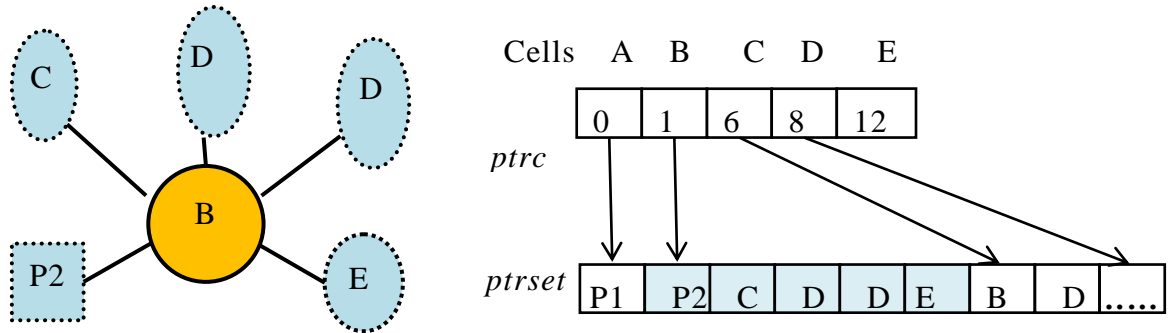 C
D
D
B
P2
E
Cells A B C D E
0 1 6 8 12
ptrc
ptrset
P1 P2 C D D E B D .....